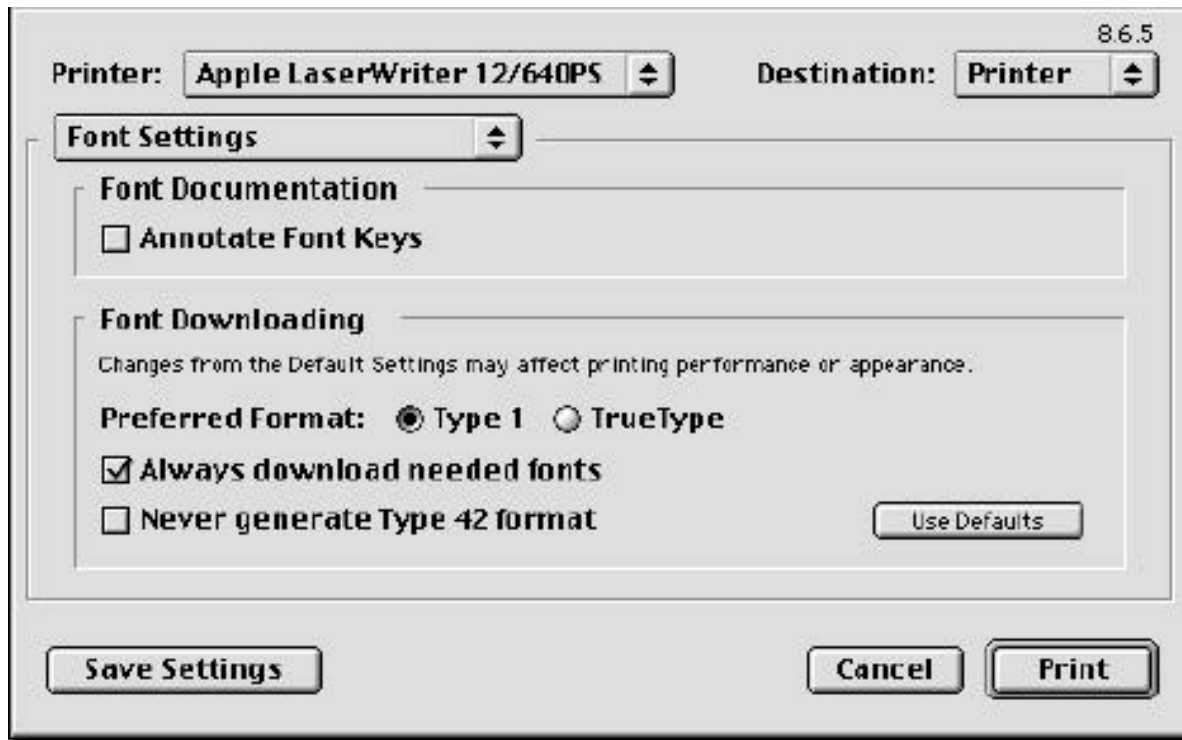 8.6.5
Printer: Apple LaserWriter 12/640PS Destination: Printer
Font Settings
Font Documentation
Annotate Font Keys
Font Downloading
Changes from the Default Settings may affect printing performance or appearance.
Preferred Format: Type 1 TrueType
Always download needed fonts
Never generate Type 42 format
Use Defaults
Save Settings Cancel Print